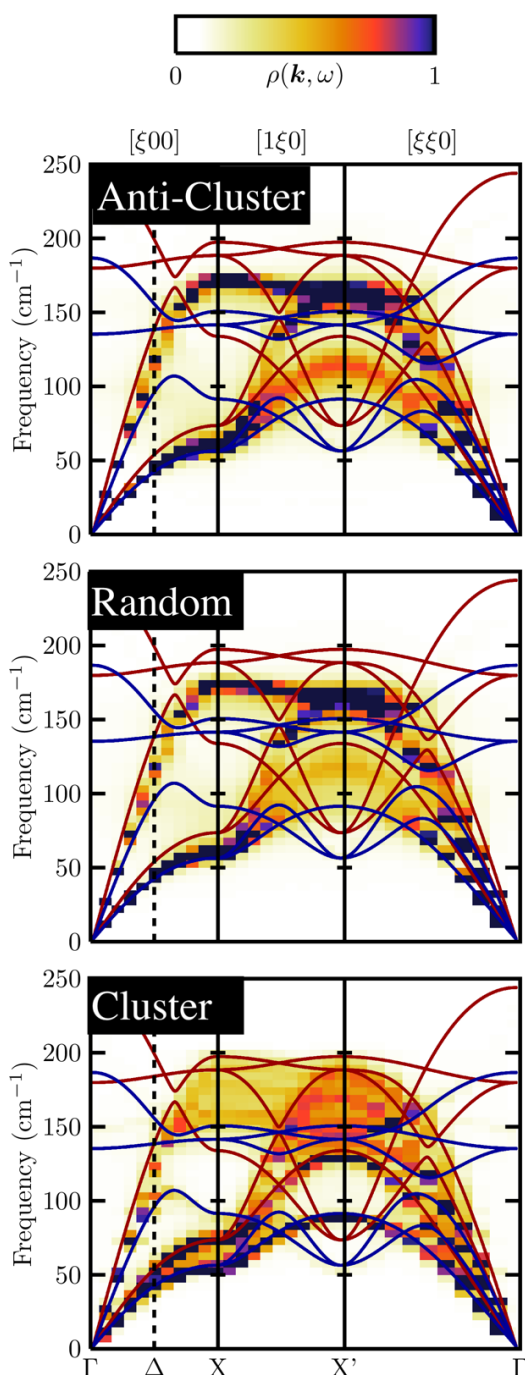 0 ρ(k, ω) 1
[ξ00] [1ξ0] [ξξ0]
Anti-Cluster
Frequency (cm⁻¹)
250
200
150
100
50
0
Random
Frequency (cm⁻¹)
250
200
150
100
50
0
Cluster
Frequency (cm⁻¹)
250
200
150
100
50
0
Γ Δ X X' Γ